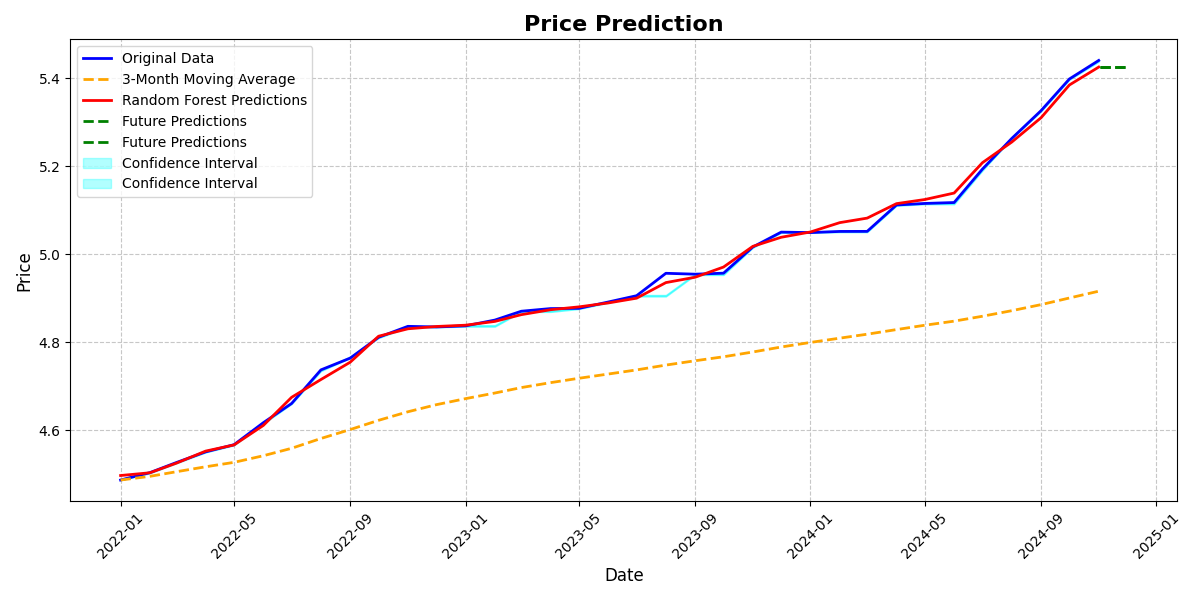 Price Prediction
Original Data
3-Month Moving Average
Random Forest Predictions
Future Predictions
Future Predictions
Confidence Interval
Confidence Interval
Price
5.4
5.2
5.0
4.8
4.6
2022-01
2022-05
2022-09
2023-01
2023-05
2023-09
2024-01
2024-05
2024-09
2025-01
Date